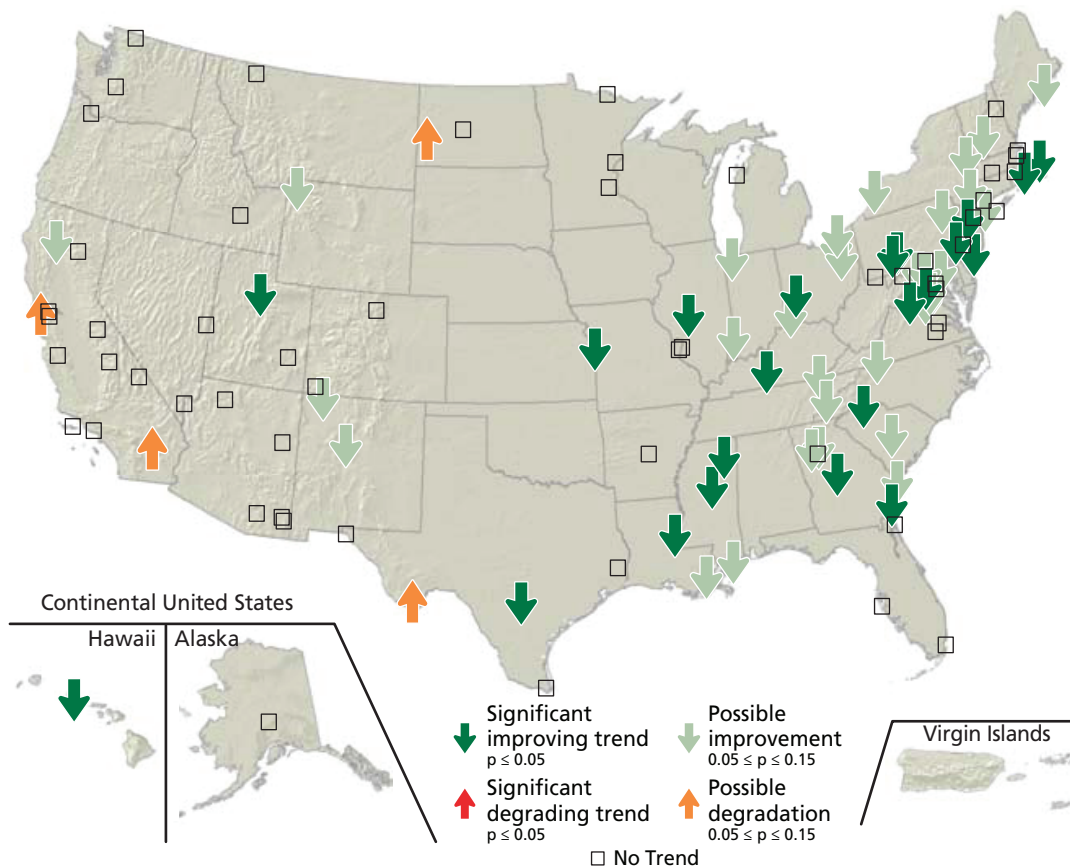 Continental United States
Hawaii
Alaska
Significant
improving trend
p ≤ 0.05
Possible
improvement
0.05 ≤ p ≤ 0.15
Significant
degrading trend
p ≤ 0.05
Possible
degradation
0.05 ≤ p ≤ 0.15
No Trend
Virgin Islands